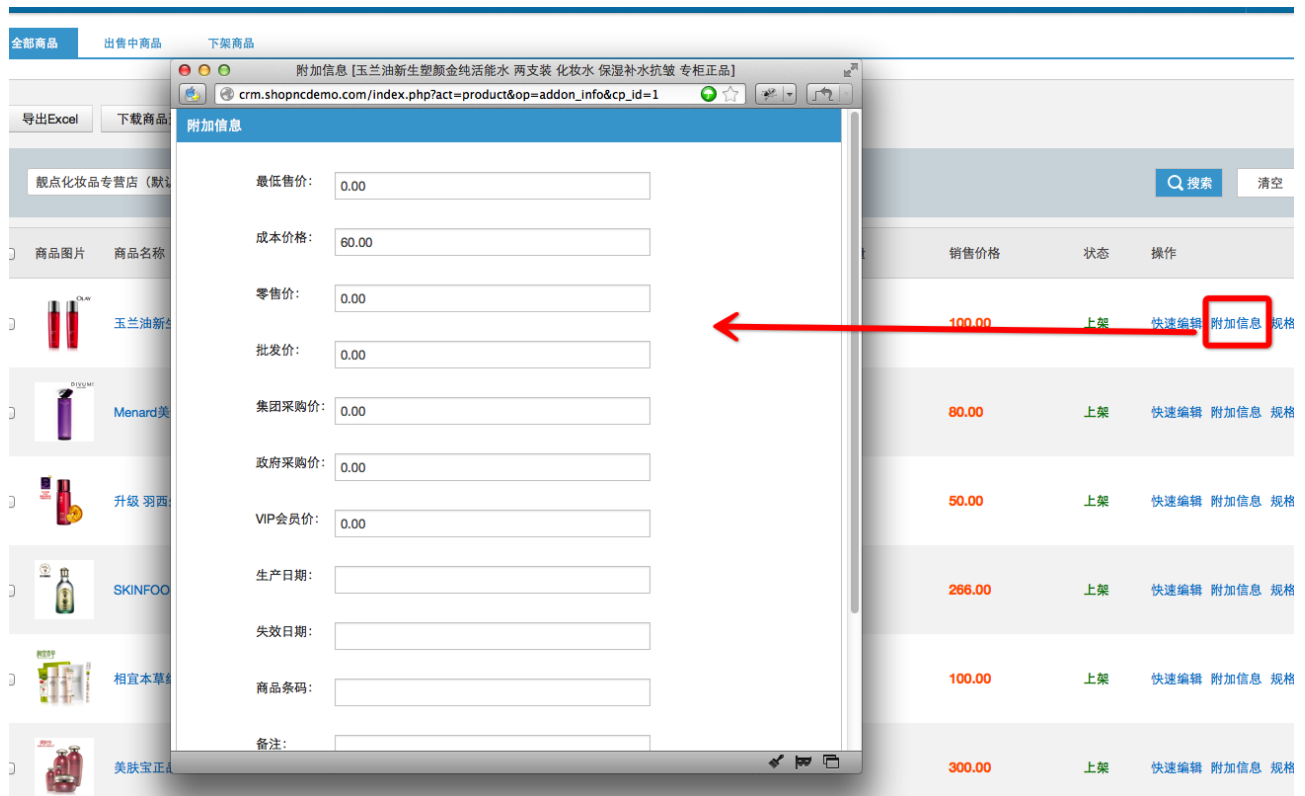 全部商品 出售中商品 下架商品
附加信息 [玉兰油新生塑颜金纯活能水 两支装 化妆水 保湿补水抗皱 专柜正品]
crm.shopncdemo.com/index.php?act=product&op=addon_info&cp_id=1
导出Excel 下载商品
附加信息
靓点化妆品专营店（默认
搜索 清空
最低售价： 0.00
成本价格： 60.00
商品图片 商品名称 销售价格 状态 操作
零售价： 0.00
OLAY
玉兰油新生 100.00 上架 快速编辑 附加信息 规格
批发价： 0.00
集团采购价： 0.00
Menard美 80.00 上架 快速编辑 附加信息 规格
政府采购价： 0.00
升级 羽西 50.00 上架 快速编辑 附加信息 规格
VIP会员价： 0.00
生产日期：
SKINFOO 266.00 上架 快速编辑 附加信息 规格
失效日期：
相宜本草 100.00 上架 快速编辑 附加信息 规格
商品条码：
备注：
美肤宝正品 300.00 上架 快速编辑 附加信息 规格